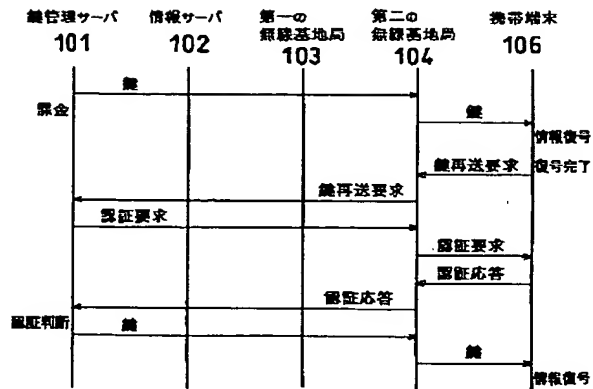 鍵管理サーバ 情報サーバ 第一の 第二の 携帯端末
無線基地局 無線基地局
101 102 103 104 106
鍵
課金
鍵
情報復号
鍵再送要求 復号完了
鍵再送要求
認証要求
認証要求
認証応答
認証応答
認証判断 鍵
鍵
情報復号